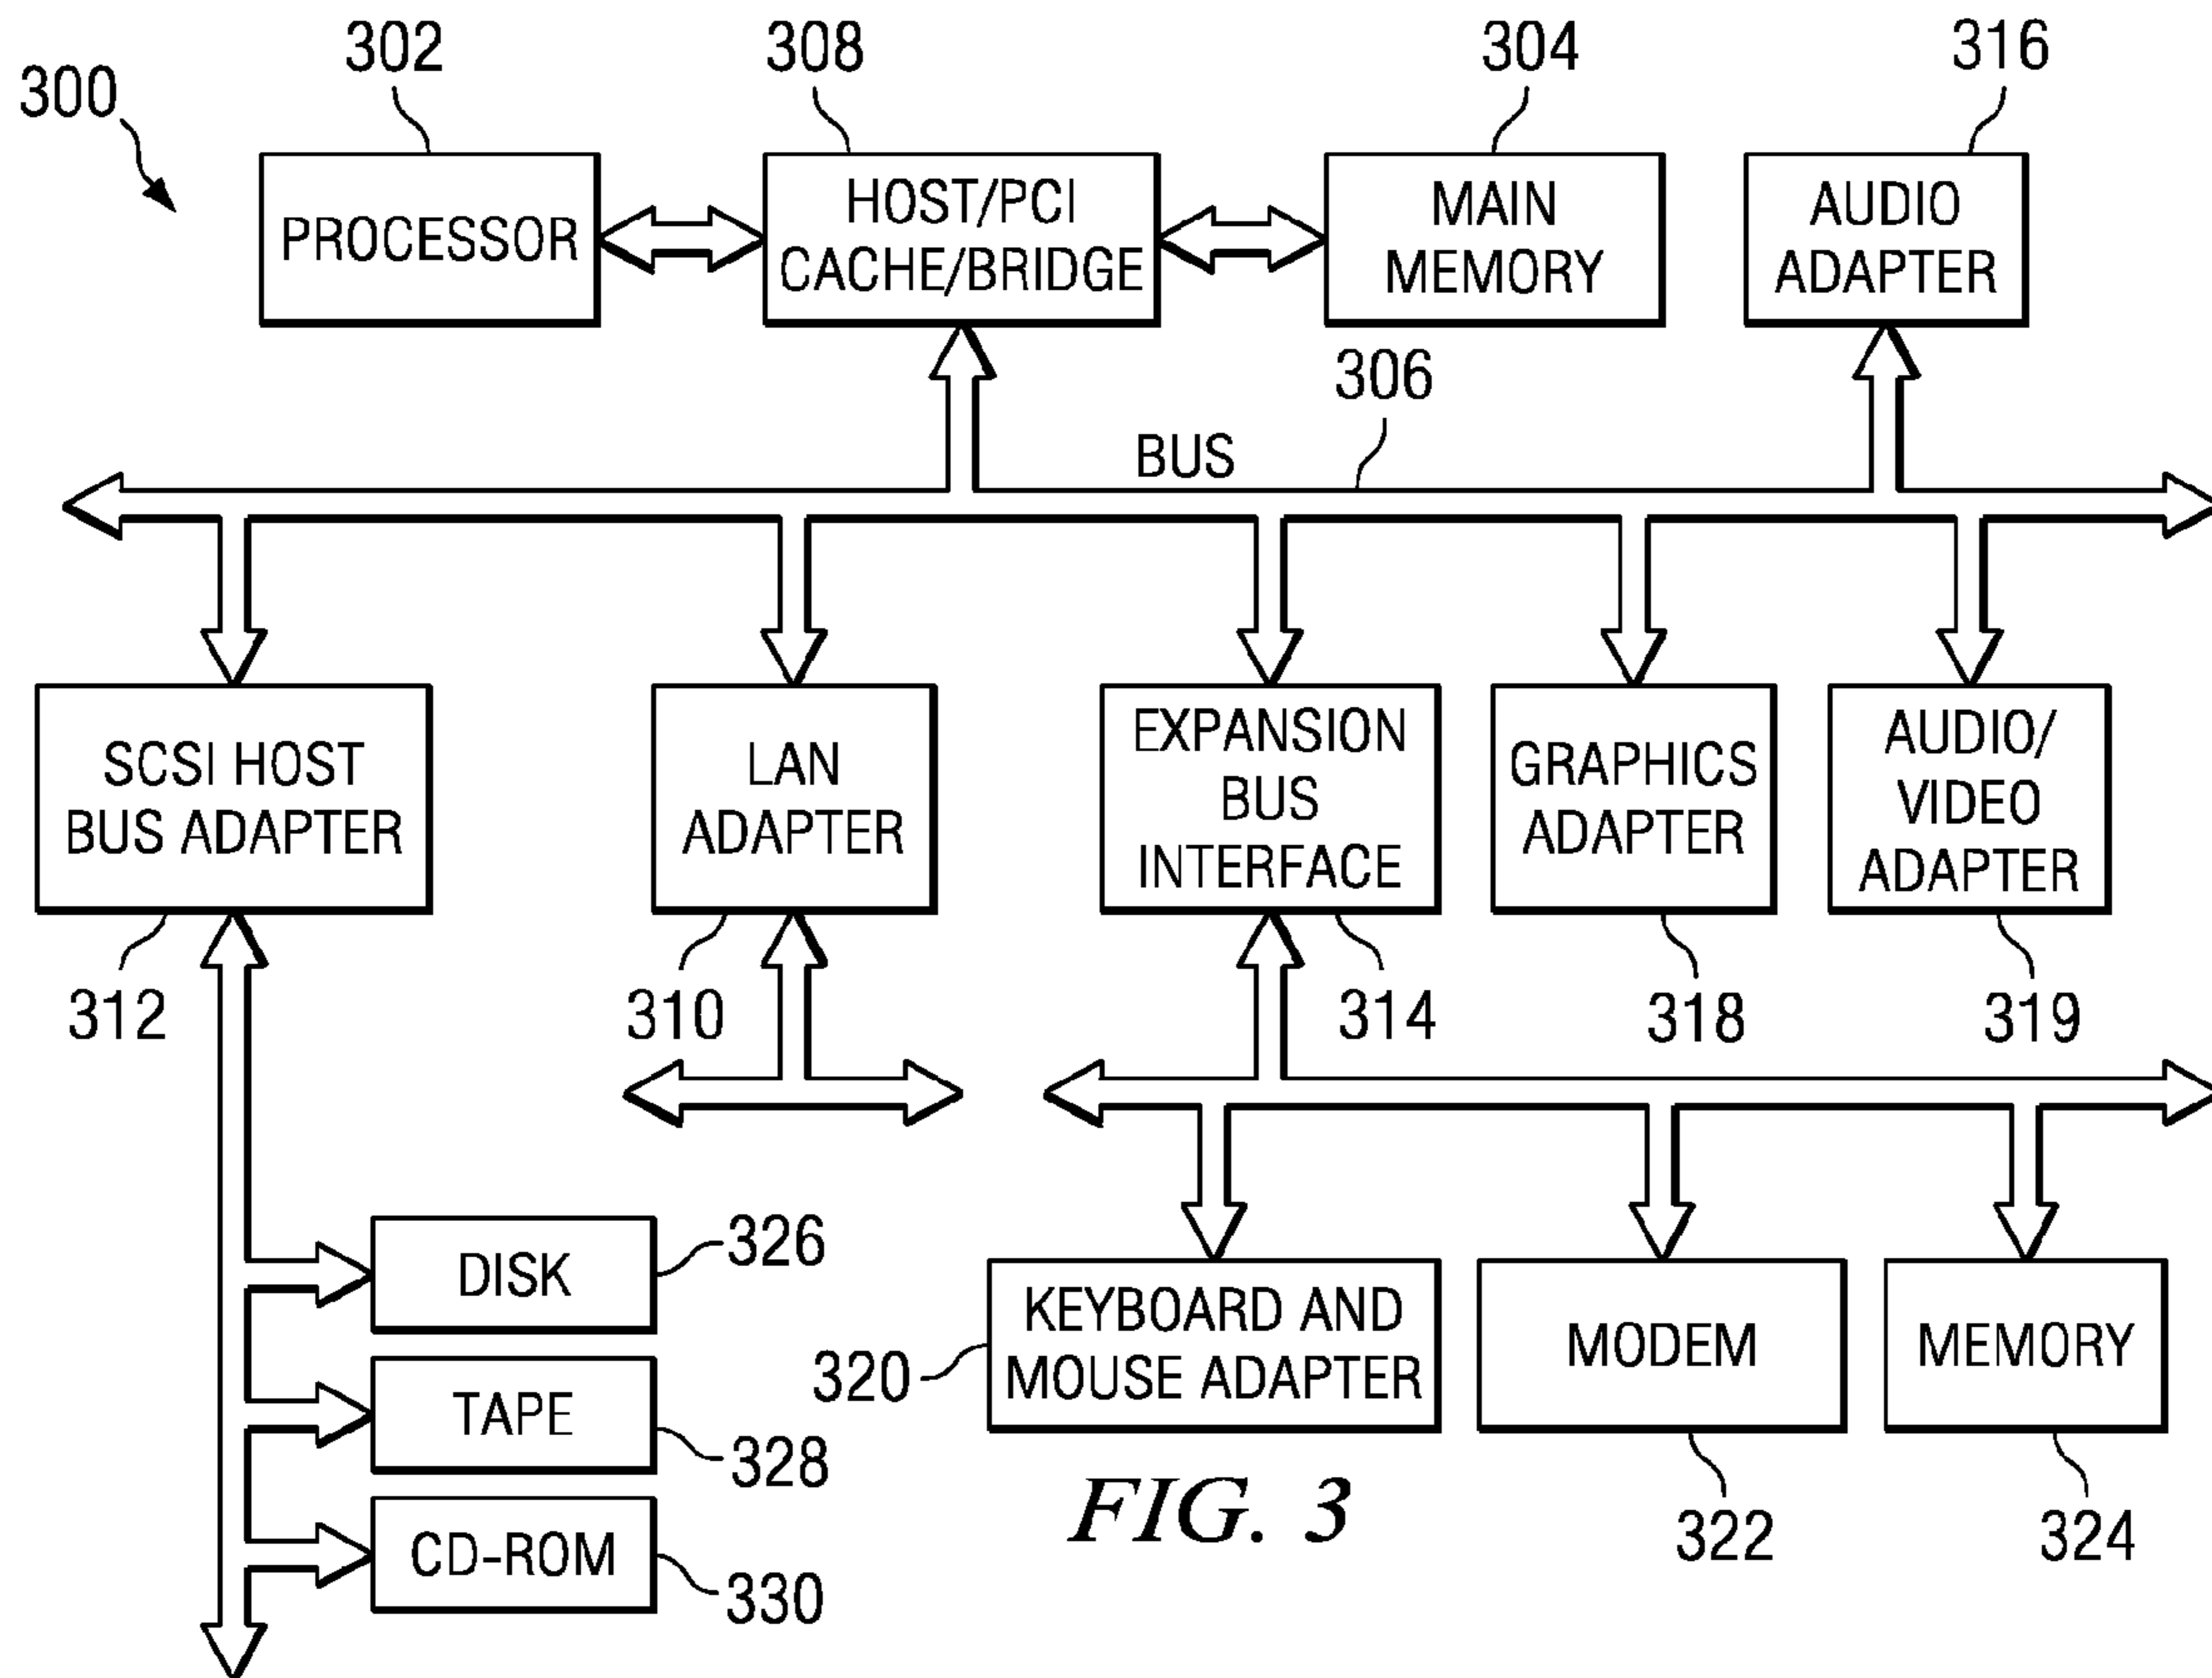 300
302
308
304
316
PROCESSOR
HOST/PCI
CACHE/BRIDGE
MAIN
MEMORY
AUDIO
ADAPTER
306
BUS
SCSI HOST
BUS ADAPTER
LAN
ADAPTER
EXPANSION
BUS
INTERFACE
GRAPHICS
ADAPTER
AUDIO/
VIDEO
ADAPTER
312
310
314
318
319
DISK
326
TAPE
328
CD-ROM
330
320
KEYBOARD AND
MOUSE ADAPTER
MODEM
MEMORY
322
324
FIG. 3